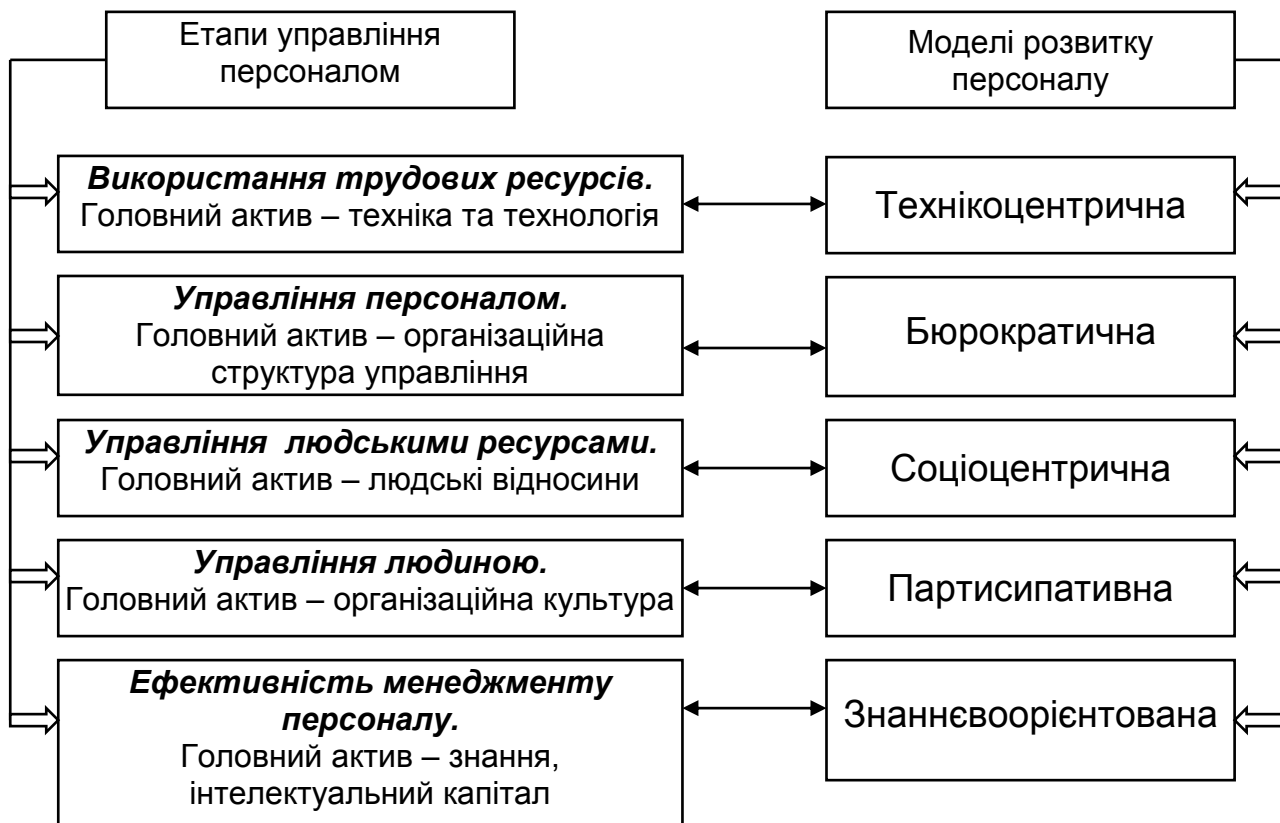 Етапи управління
персоналом
Моделі розвитку
персоналу
Використання трудових ресурсів.
Головний актив – техніка та технологія
Технікоцентрична
Управління персоналом.
Головний актив – організаційна
структура управління
Бюрократична
Управління людськими ресурсами.
Головний актив – людські відносини
Соціоцентрична
Управління людиною.
Головний актив – організаційна культура
Партисипативна
Ефективність менеджменту
персоналу.
Головний актив – знання,
інтелектуальний капітал
Знаннєвоорієнтована